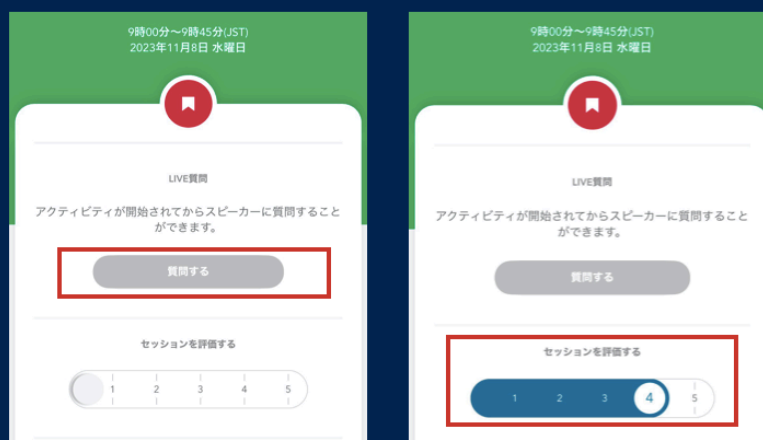 9時00分～9時45分(JST)
2023年11月8日 水曜日
LIVE質問
アクティビティが開始されてからスピーカーに質問すること
ができます。
質問する
セッションを評価する
1 2 3 4 5
9時00分～9時45分(JST)
2023年11月8日 水曜日
LIVE質問
アクティビティが開始されてからスピーカーに質問すること
ができます。
質問する
セッションを評価する
1 2 3 4 5